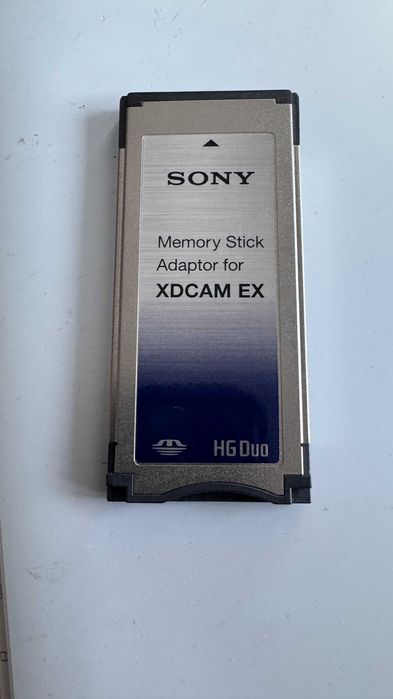 SONY
Memory Stick
Adaptor for
XDCAM EX
HG Duo